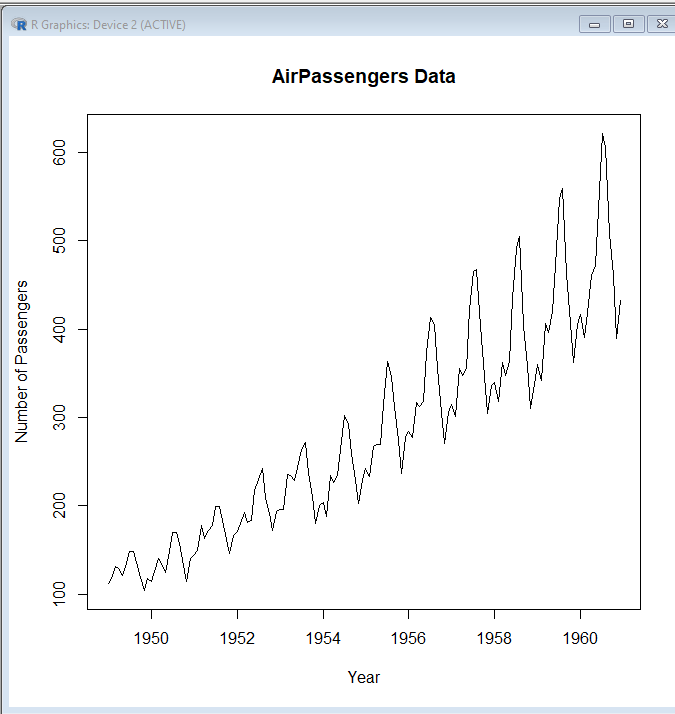 R Graphics: Device 2 (ACTIVE)
AirPassengers Data
Number of Passengers
600
500
400
300
200
100
1950 1952 1954 1956 1958 1960
Year